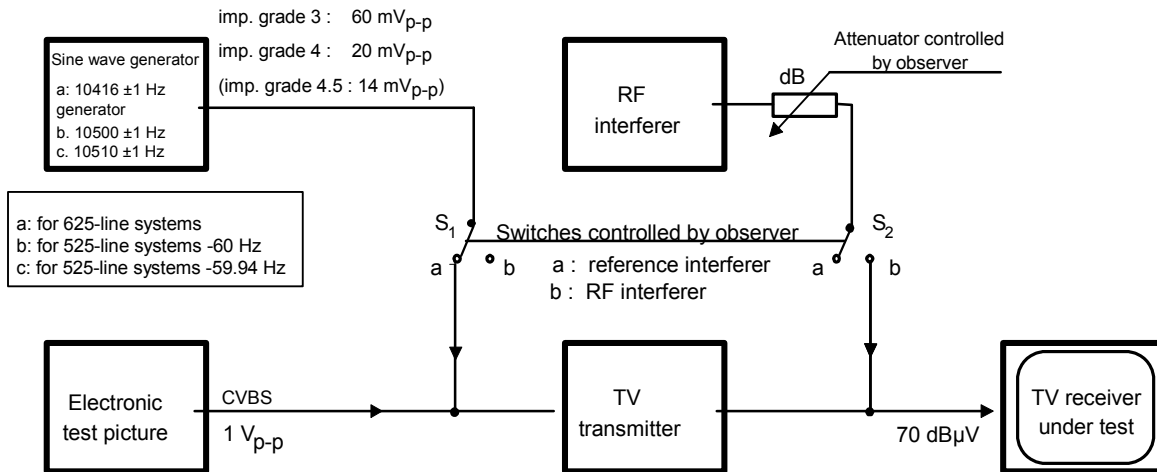 imp. grade 3 : 60 mVp-p
imp. grade 4 : 20 mVp-p
(imp. grade 4.5 : 14 mVp-p)
Sine wave generator
a: 10416 ±1 Hz
generator
b. 10500 ±1 Hz
c. 10510 ±1 Hz
RF
interferer
dB
Attenuator controlled
by observer
a: for 625-line systems
b: for 525-line systems -60 Hz
c: for 525-line systems -59.94 Hz
S1
a
b
Switches controlled by observer
a : reference interferer
b : RF interferer
S2
a
b
Electronic
test picture
CVBS
1 Vp-p
TV
transmitter
70 dBµV
TV receiver
under test